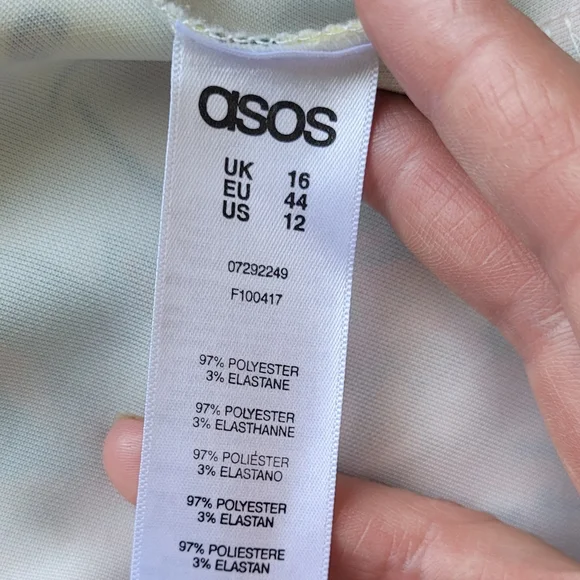 asos
UK 16
EU 44
US 12
07292249
F100417
97% POLYESTER
3% ELASTANE
97% POLYESTER
3% ELASTHANNE
97% POLIÉSTER
3% ELASTANO
97% POLYESTER
3% ELASTAN
97% POLIESTERE
3% ELASTAN